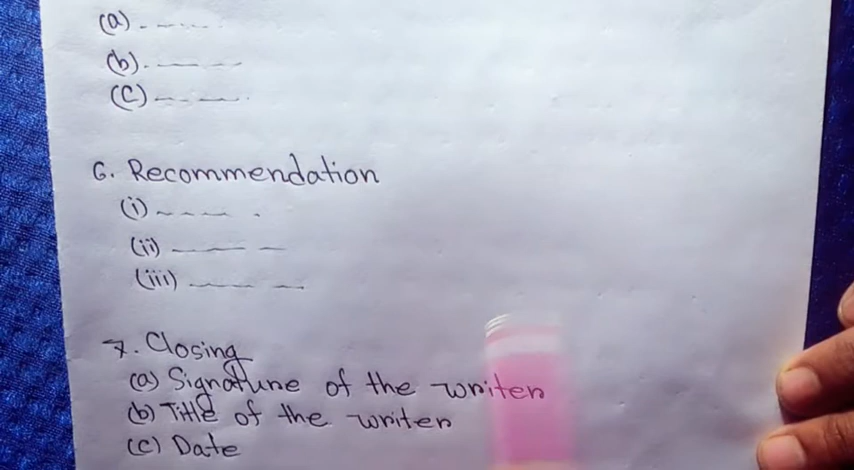 (a)
(b)
(C)
6. Recommendation
(i)
(ii)
(iii)
7. Closing
(a) Signature of the writer
(b) Title of the writer
(c) Date